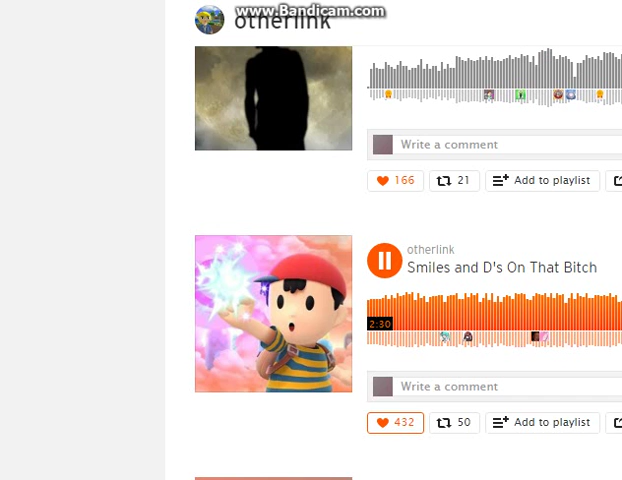 www.Bandicam.com
otherlink
Write a comment
166
21
Add to playlist
otherlink
Smiles and D's On That Bitch
2:30
Write a comment
432
50
Add to playlist